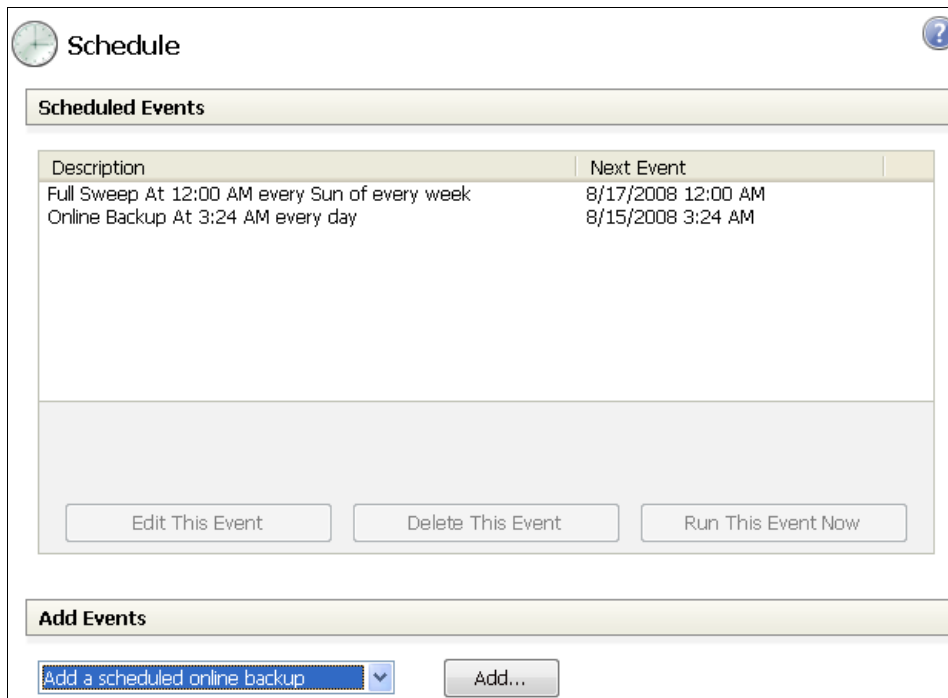 Schedule
?
Scheduled Events
Description Next Event
Full Sweep At 12:00 AM every Sun of every week 8/17/2008 12:00 AM
Online Backup At 3:24 AM every day 8/15/2008 3:24 AM
Edit This Event Delete This Event Run This Event Now
Add Events
Add a scheduled online backup Add...